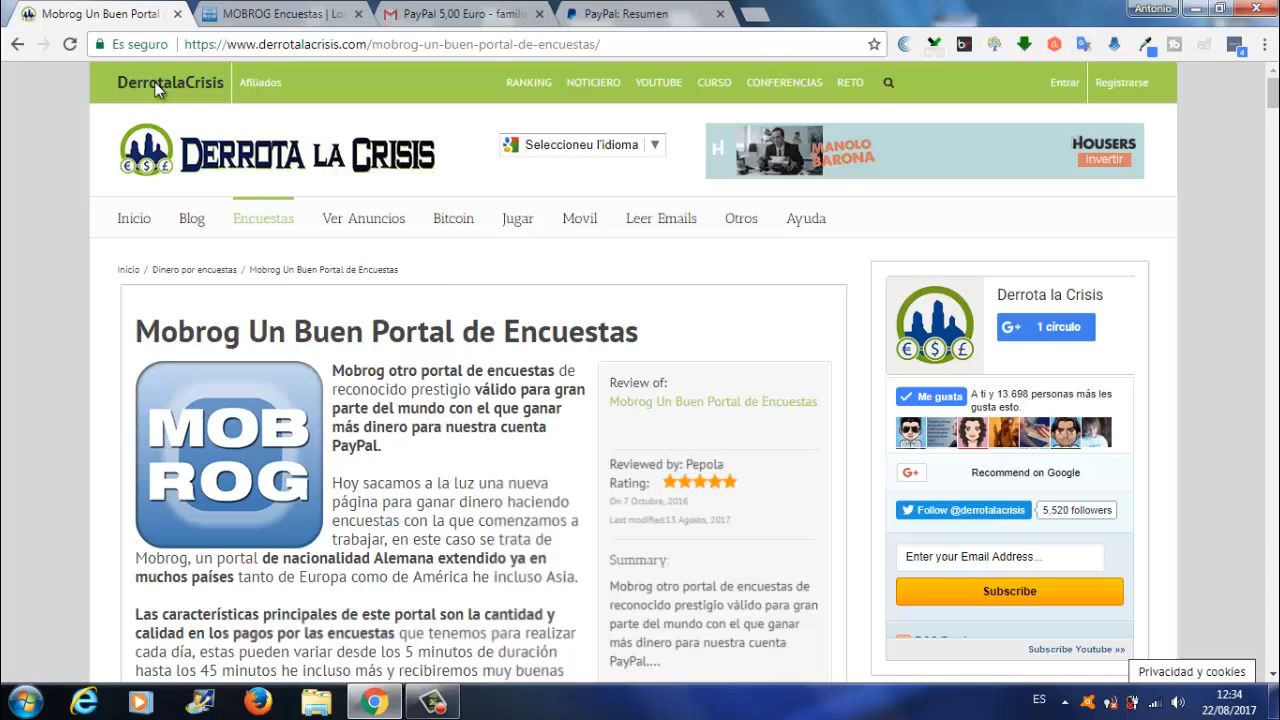 Mobrog Un Buen Portal
MOBROG Encuestas | Lo
PayPal 5,00 Euro - famili
PayPal: Resumen
Antonio
Es seguro
https://www.derrotalacrisis.com/mobrog-un-buen-portal-de-encuestas/
DerrotalaCrisis
Afiliados
RANKING
NOTICIERO
YOUTUBE
CURSO
CONFERENCIAS
RETO
Entrar
Registrarse
€ $ £
DERROTA LA CRISIS
Seleccioneu l'idioma
H
MANOLO
BARONA
HOUSERS
Invertir
Inicio
Blog
Encuestas
Ver Anuncios
Bitcoin
Jugar
Movil
Leer Emails
Otros
Ayuda
Inicio / Dinero por encuestas / Mobrog Un Buen Portal de Encuestas
Mobrog Un Buen Portal de Encuestas
MOB
ROG
Mobrog otro portal de encuestas de
reconocido prestigio válido para gran
parte del mundo con el que ganar
más dinero para nuestra cuenta
PayPal.
Hoy sacamos a la luz una nueva
página para ganar dinero haciendo
encuestas con la que comenzamos a
trabajar, en este caso se trata de
Mobrog, un portal de nacionalidad Alemana extendido ya en
muchos países tanto de Europa como de América he incluso Asia.
Las características principales de este portal son la cantidad y
calidad en los pagos por las encuestas que tenemos para realizar
cada día, estas pueden variar desde los 5 minutos de duración
hasta los 45 minutos he incluso más y recibiremos muy buenas
Review of:
Mobrog Un Buen Portal de Encuestas
Reviewed by: Pepola
Rating:
On 7 Octubre, 2016
Last modified:13 Agosto, 2017
Summary:
Mobrog otro portal de encuestas de
reconocido prestigio válido para gran
parte del mundo con el que ganar
más dinero para nuestra cuenta
PayPal....
€ $ £
Derrota la Crisis
G+ 1 círculo
Me gusta
A ti y 13.698 personas más les
gusta esto.
G+
Recommend on Google
Follow @derrotalacrisis
5.520 followers
Enter your Email Address...
Subscribe
Subscribe Youtube »»
Privacidad y cookies
ES
12:34
22/08/2017